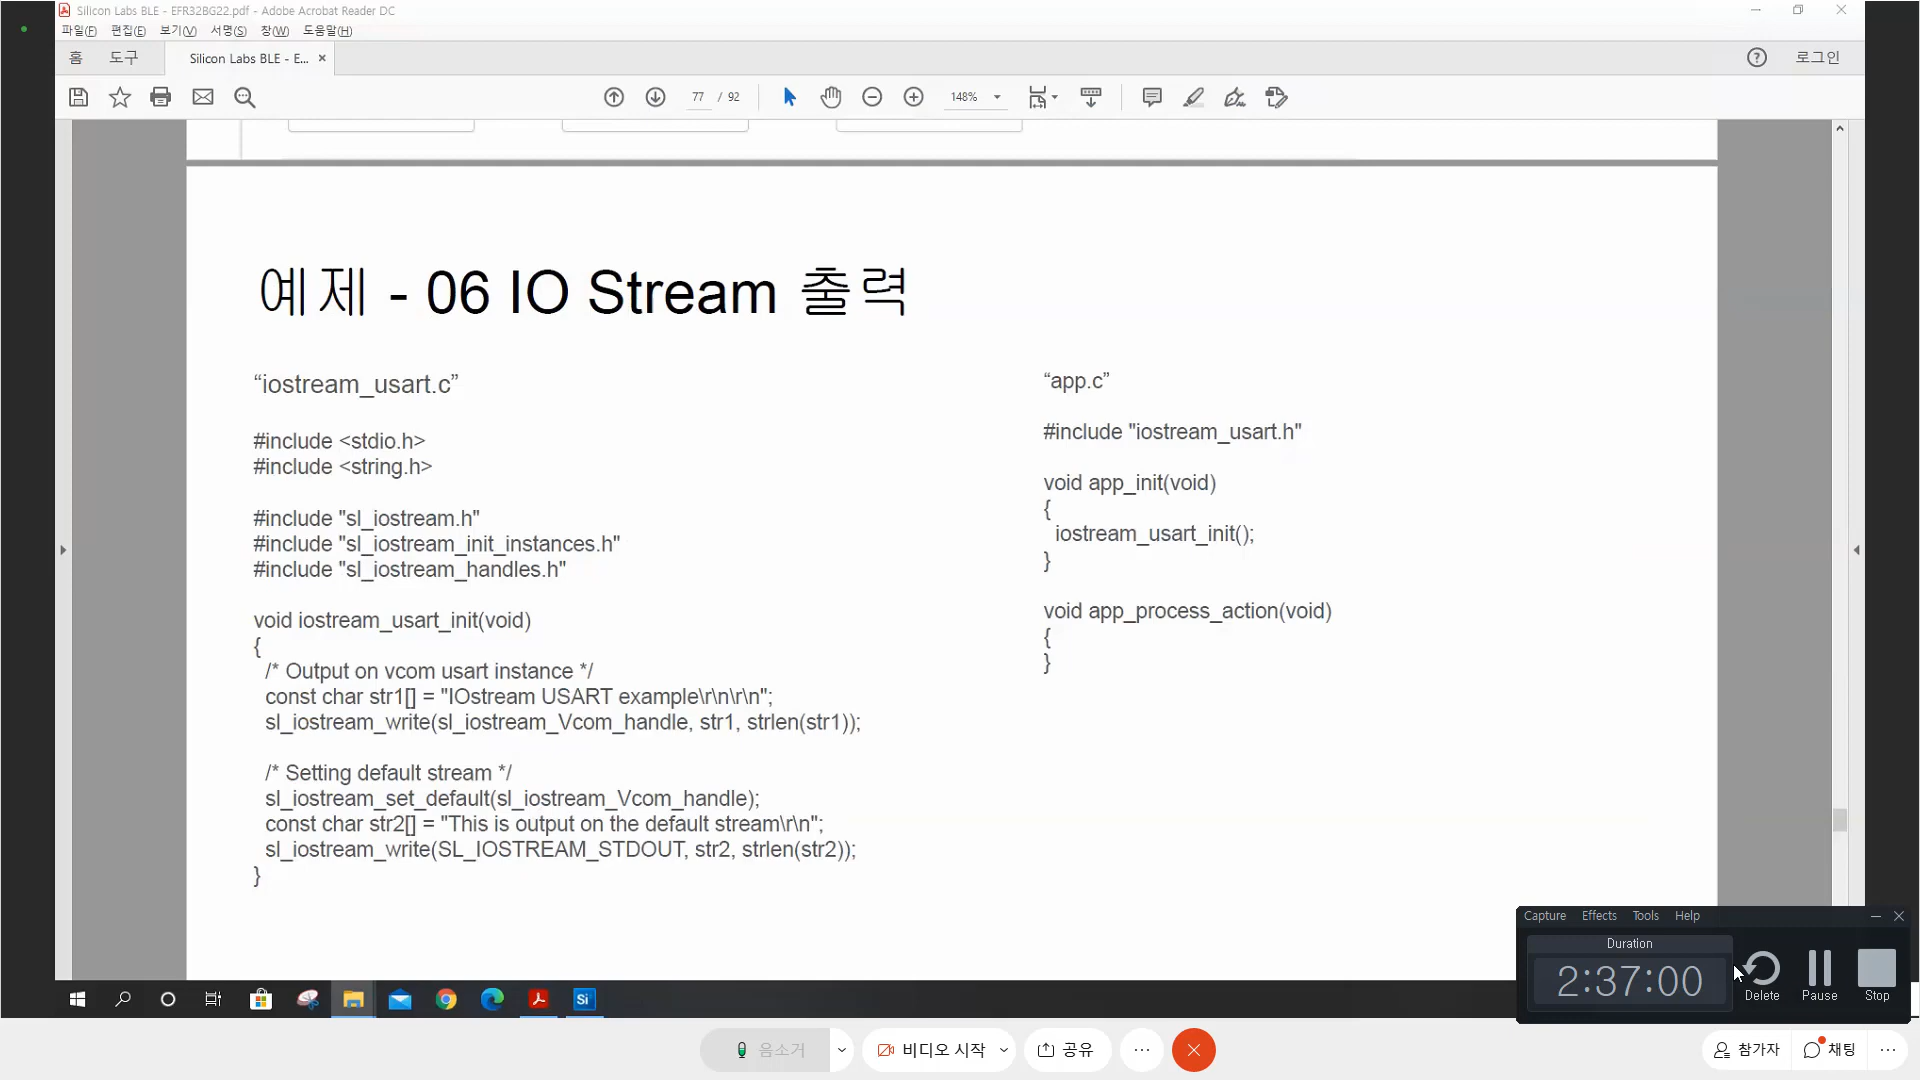 Silicon Labs BLE - EFR32BG22.pdf - Adobe Acrobat Reader DC
파일(F) 편집(E) 보기(V) 서명(S) 창(W) 도움말(H)
홈 도구 Silicon Labs BLE - E... × 로그인
77 / 92 148%
예제 - 06 IO Stream 출력
“iostream_usart.c”
#include <stdio.h>
#include <string.h>
#include "sl_iostream.h"
#include "sl_iostream_init_instances.h"
#include "sl_iostream_handles.h"
void iostream_usart_init(void)
{
/* Output on vcom usart instance */
const char str1[] = "IOstream USART example\r\n\r\n";
sl_iostream_write(sl_iostream_Vcom_handle, str1, strlen(str1));
/* Setting default stream */
sl_iostream_set_default(sl_iostream_Vcom_handle);
const char str2[] = "This is output on the default stream\r\n";
sl_iostream_write(SL_IOSTREAM_STDOUT, str2, strlen(str2));
}
“app.c”
#include "iostream_usart.h"
void app_init(void)
{
iostream_usart_init();
}
void app_process_action(void)
{
}
Capture Effects Tools Help
Duration
2:37:00
Delete Pause Stop
Si
음소거 비디오 시작 공유 참가자 채팅